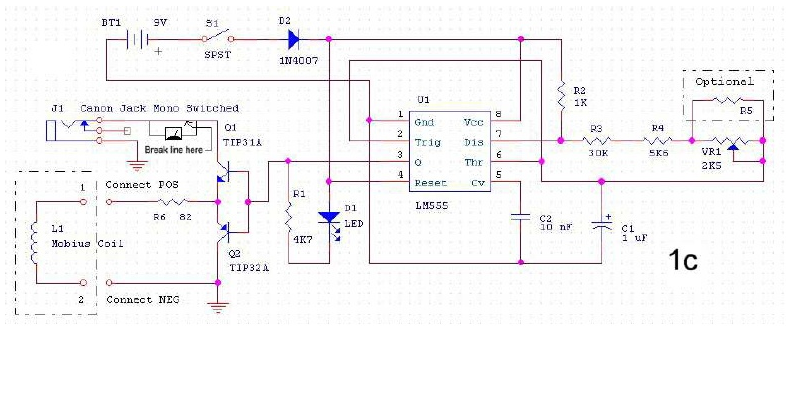 BT1 9V S1 D2
+
SPST 1N4007
Optional
R5
J1 Canon Jack Mono Switched
U1
R2
1K
Q1
TIP31A
Break line here
1 Gnd Vcc 8
2 Trig Dis 7
3 Q Thr 6
4 Reset Cv 5
LM555
R3
30K
R4
5K6
VR1
2K5
1 Connect POS
R6 82
R1
4K7
D1
LED
C2
10 nF
+
C1
1 uF
L1
Mobius Coil
Q2
TIP32A
2 Connect NEG
1c